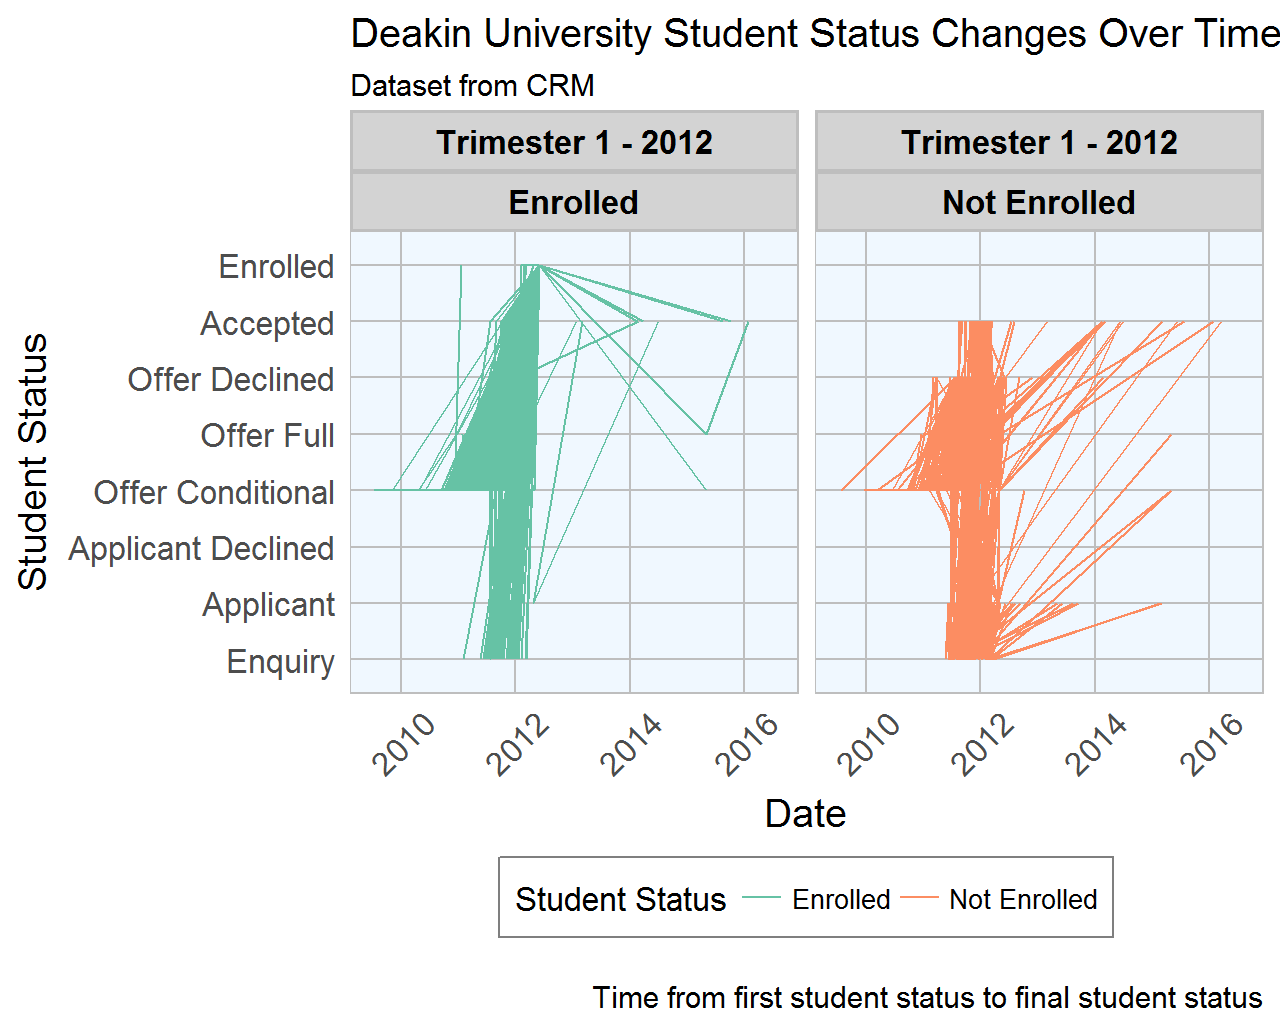 Deakin University Student Status Changes Over Time
Dataset from CRM
Trimester 1 - 2012
Trimester 1 - 2012
Enrolled
Not Enrolled
Student Status
Enrolled
Accepted
Offer Declined
Offer Full
Offer Conditional
Applicant Declined
Applicant
Enquiry
2010
2012
2014
2016
2010
2012
2014
2016
Date
Student Status Enrolled Not Enrolled
Time from first student status to final student status